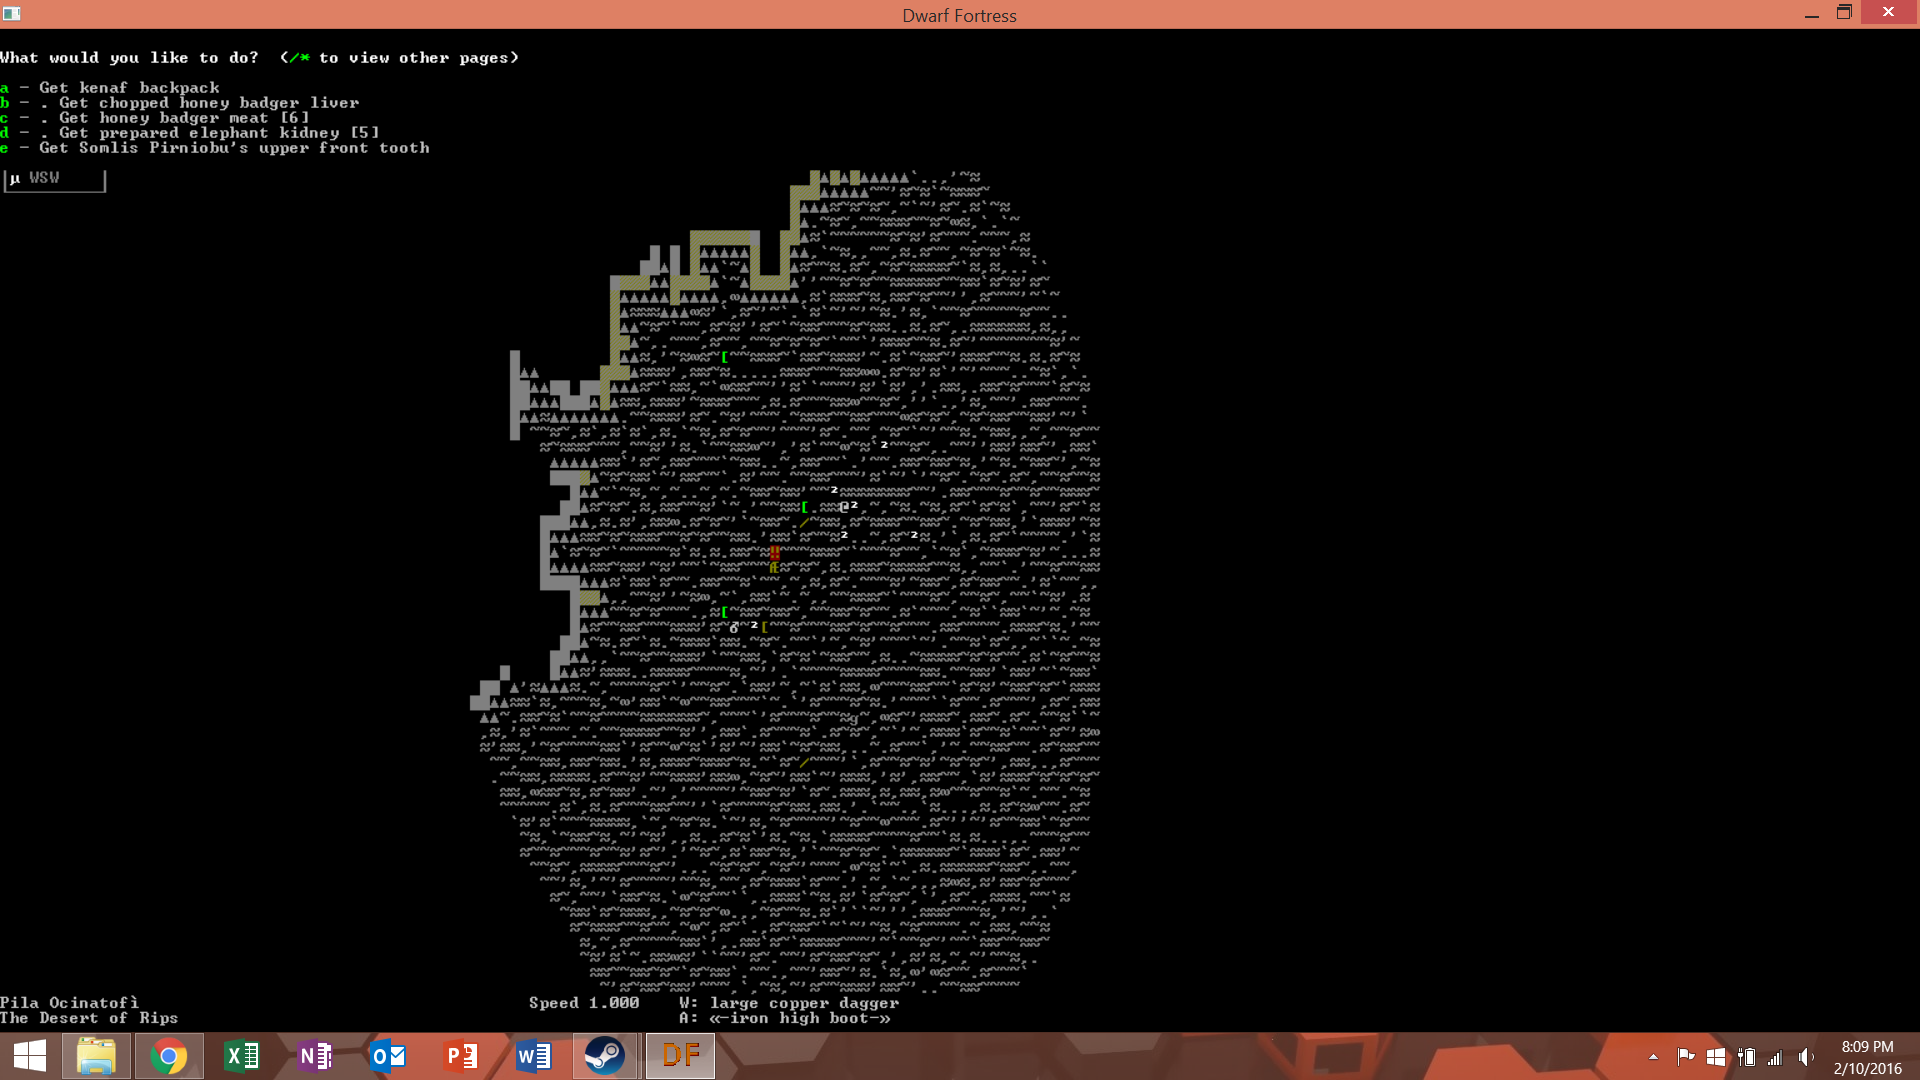 Dwarf Fortress
What would you like to do?  (/* to view other pages)
a - Get kenaf backpack
b - . Get chopped honey badger liver
c - . Get honey badger meat [6]
d - . Get prepared elephant kidney [5]
e - Get Somlis Pirniobu's upper front tooth
µ WSW
Pila Ocinatofì
Speed 1.000
W: large copper dagger
The Desert of Rips
A: «-iron high boot-»
DF
8:09 PM
2/10/2016